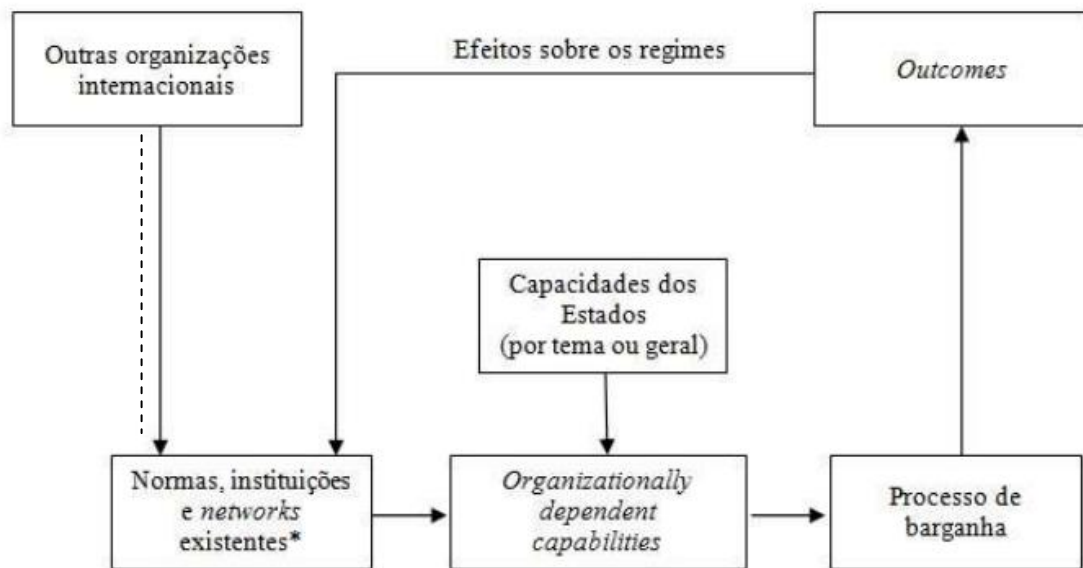 Outras organizações
internacionais
Efeitos sobre os regimes
Outcomes
Capacidades dos
Estados
(por tema ou geral)
Normas, instituições
e networks
existentes*
Organizationally
dependent
capabilities
Processo de
barganha